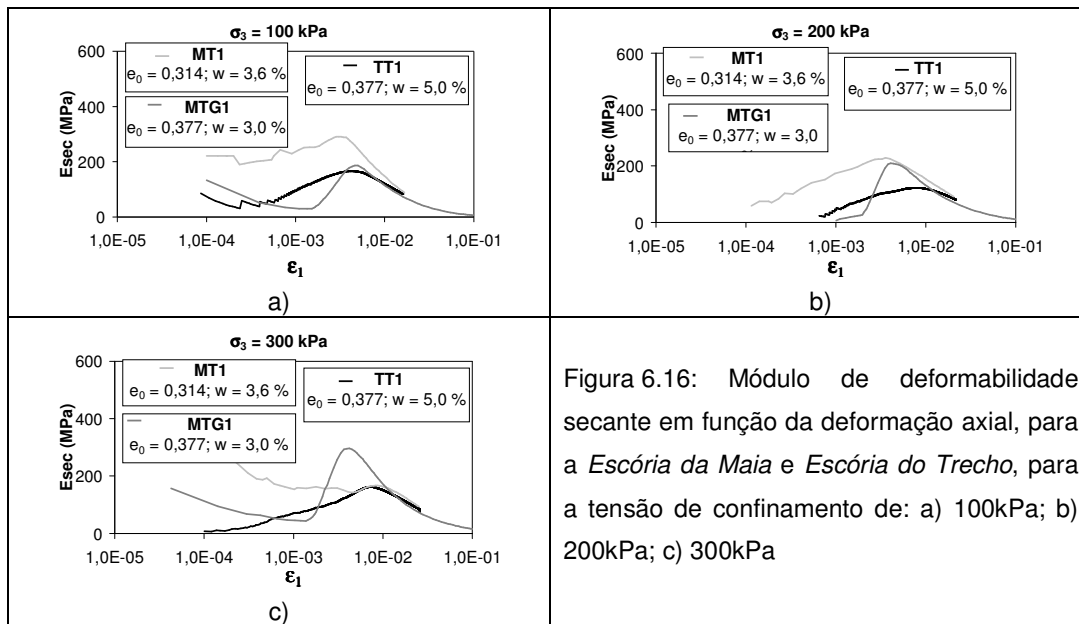 σ₃ = 100 kPa
600
400
200
0
Esec (MPa)
MT1
e₀ = 0,314; w = 3,6 %
MTG1
e₀ = 0,377; w = 3,0 %
TT1
e₀ = 0,377; w = 5,0 %
1,0E-05 1,0E-04 1,0E-03 1,0E-02 1,0E-01
ε₁
a)
σ₃ = 200 kPa
600
400
200
0
Esec (MPa)
MT1
e₀ = 0,314; w = 3,6 %
MTG1
e₀ = 0,377; w = 3,0
TT1
e₀ = 0,377; w = 5,0 %
1,0E-05 1,0E-04 1,0E-03 1,0E-02 1,0E-01
ε₁
b)
σ₃ = 300 kPa
600
400
200
0
Esec (MPa)
MT1
e₀ = 0,314; w = 3,6 %
MTG1
e₀ = 0,377; w = 3,0 %
TT1
e₀ = 0,377; w = 5,0 %
1,0E-05 1,0E-04 1,0E-03 1,0E-02 1,0E-01
ε₁
c)
Figura 6.16: Módulo de deformabilidade
secante em função da deformação axial, para
a Escória da Maia e Escória do Trecho, para
a tensão de confinamento de: a) 100kPa; b)
200kPa; c) 300kPa